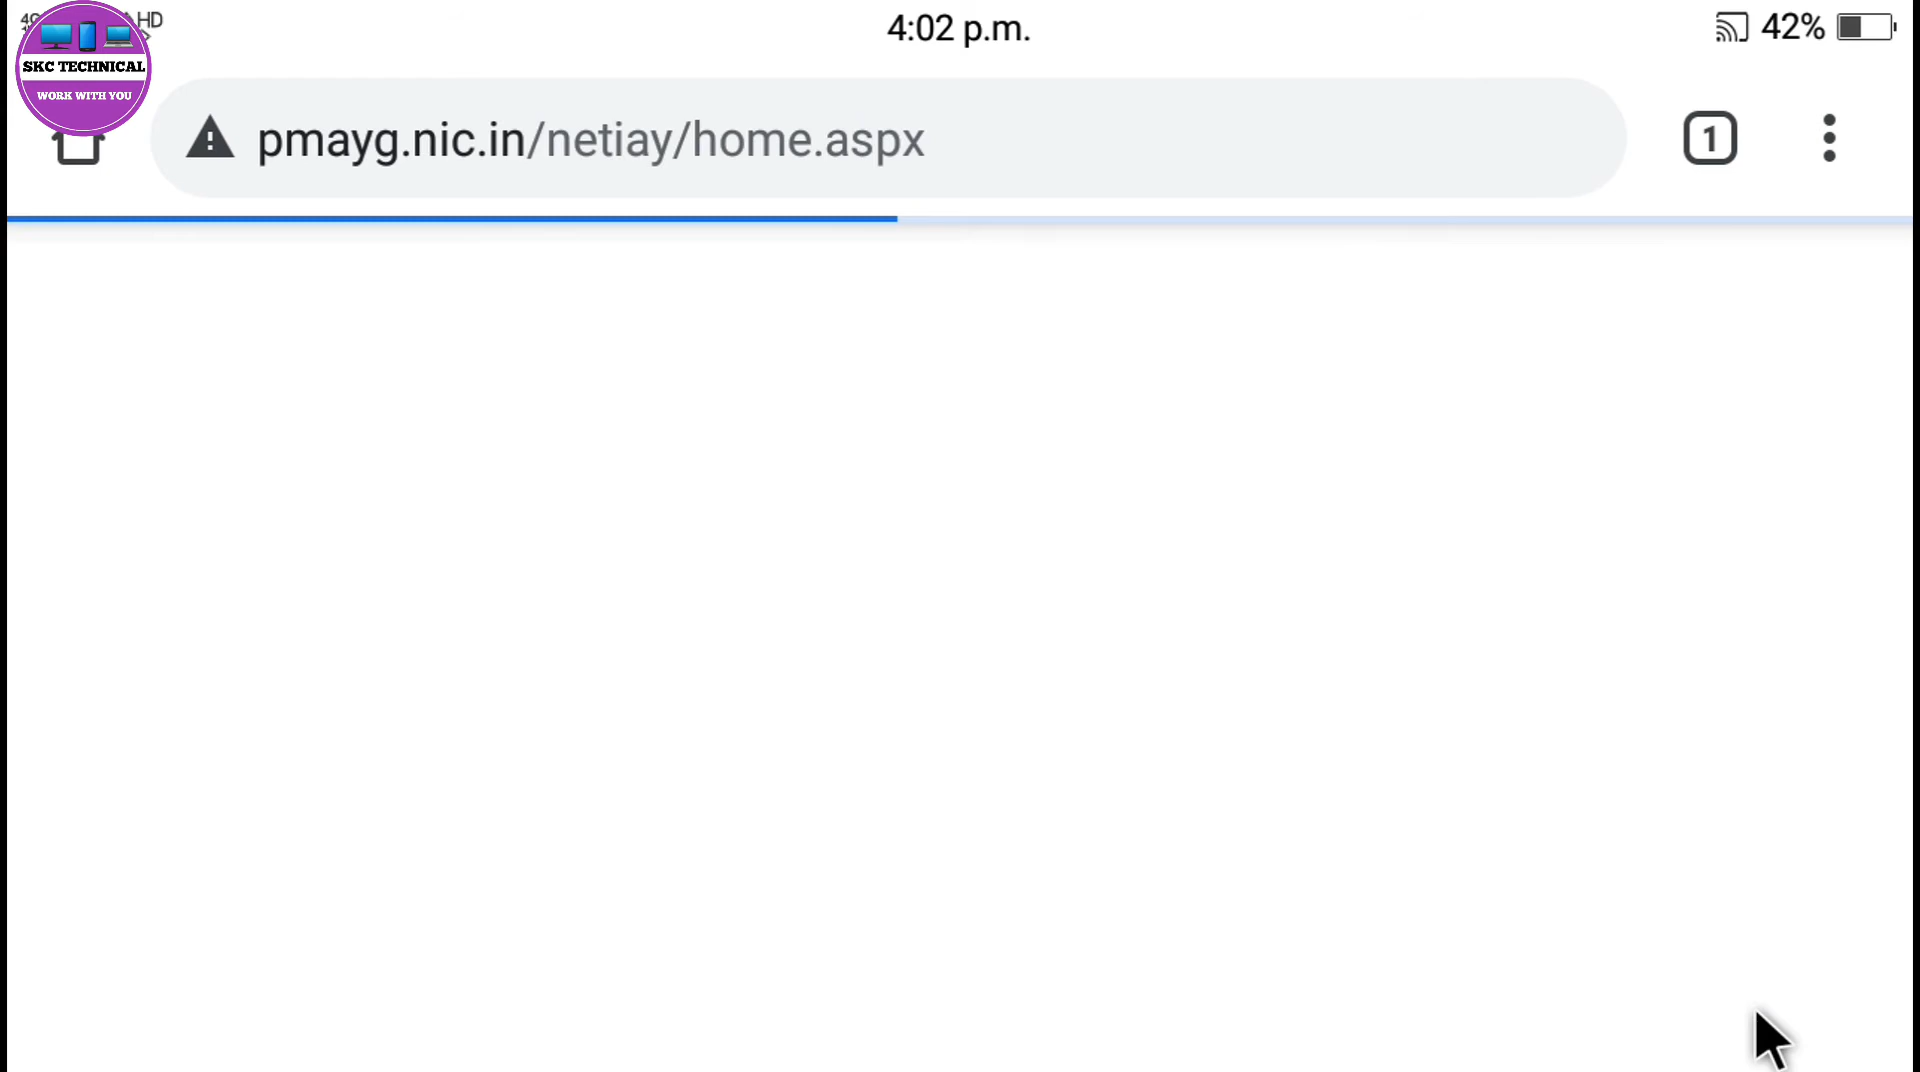 HD
4:02 p.m.
42%
SKC TECHNICAL
WORK WITH YOU
pmayg.nic.in/netiay/home.aspx
1